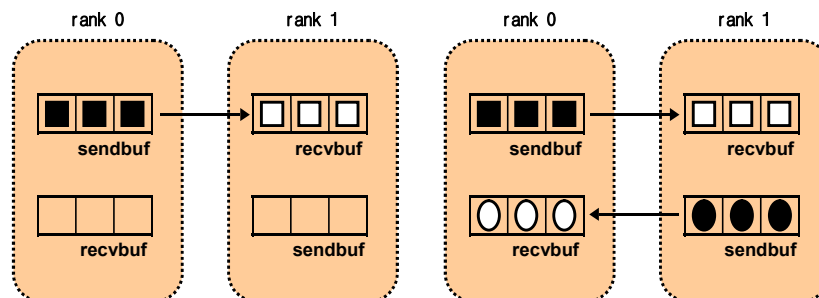 rank 0 rank 1 rank 0 rank 1
sendbuf recvbuf sendbuf recvbuf
recvbuf sendbuf recvbuf sendbuf